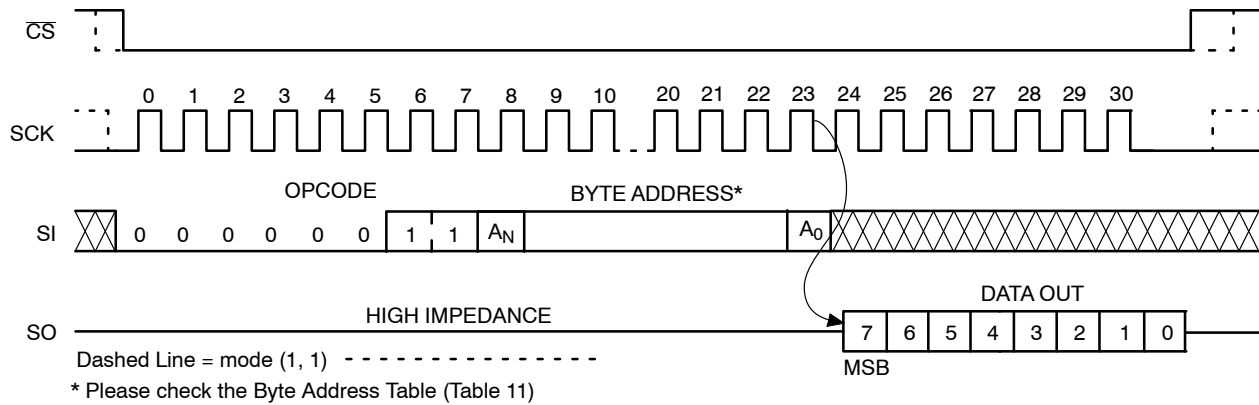 CS
0 1 2 3 4 5 6 7 8 9 10 20 21 22 23 24 25 26 27 28 29 30
SCK
OPCODE BYTE ADDRESS*
SI 0 0 0 0 0 0 1 1 AN A0
DATA OUT
HIGH IMPEDANCE
SO 7 6 5 4 3 2 1 0
Dashed Line = mode (1, 1) MSB
* Please check the Byte Address Table (Table 11)